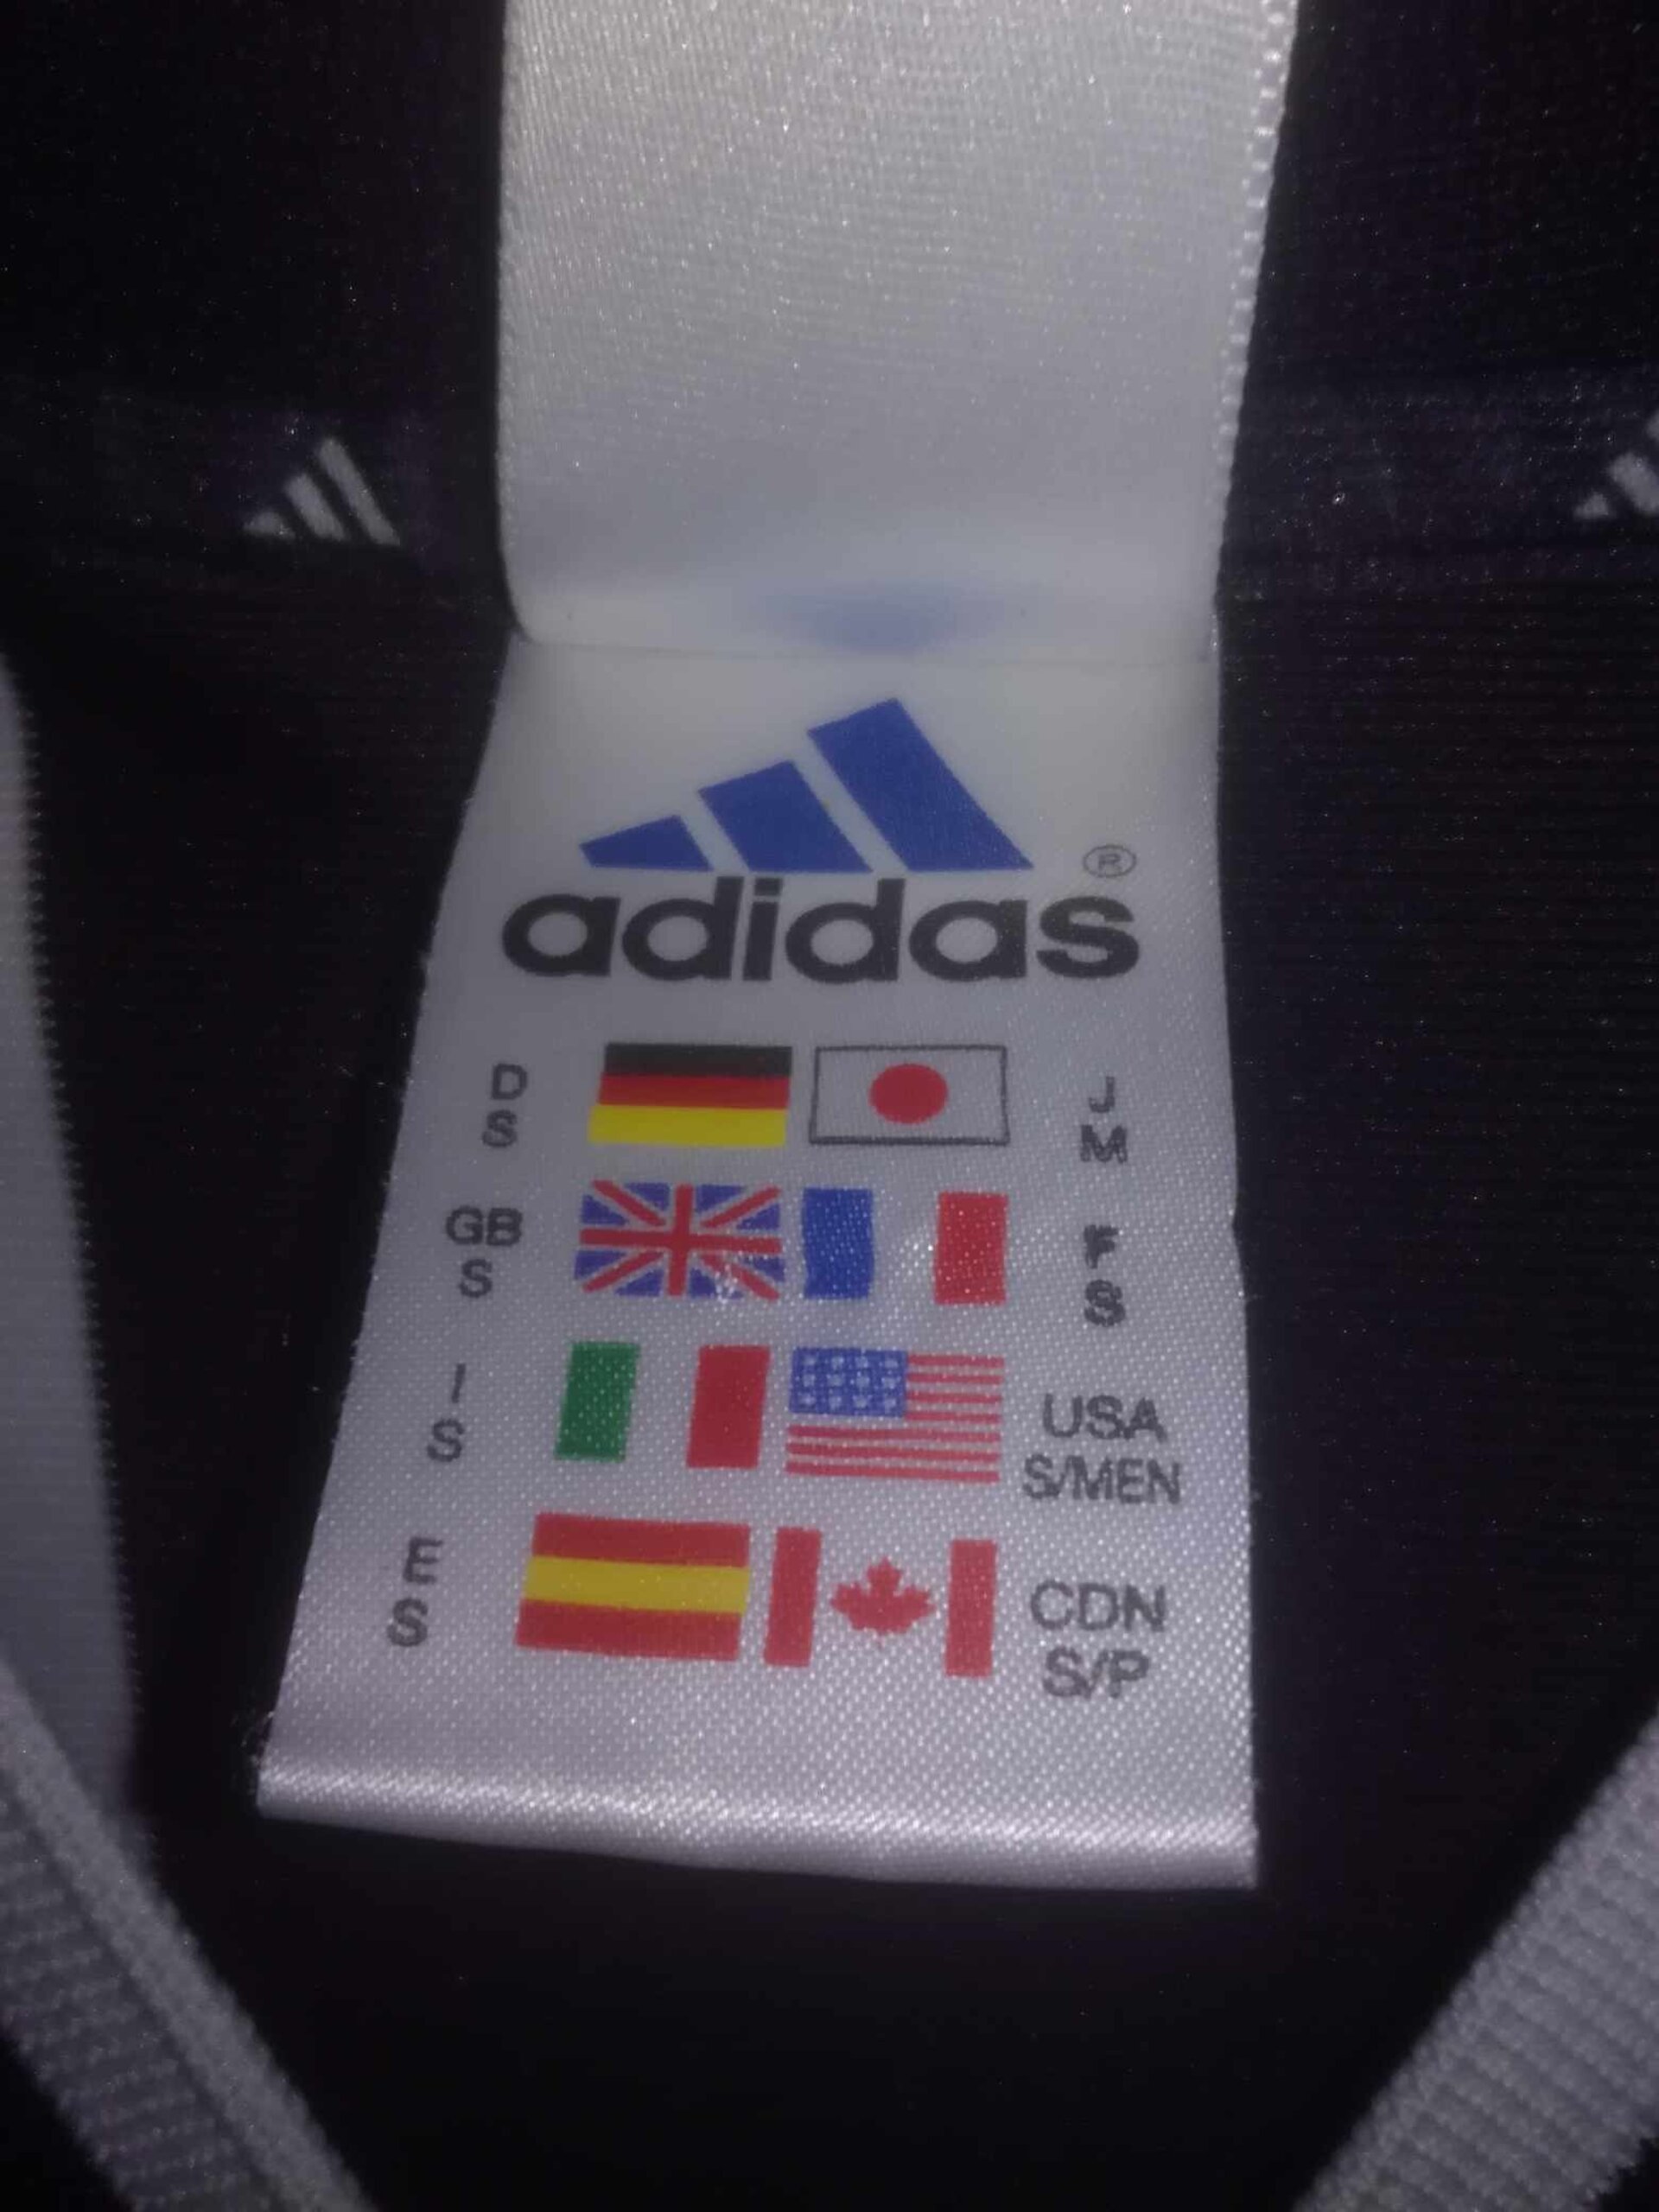 adidas®
D J
S M
GB F
S S
I USA
S S/MEN
E CDN
S S/P